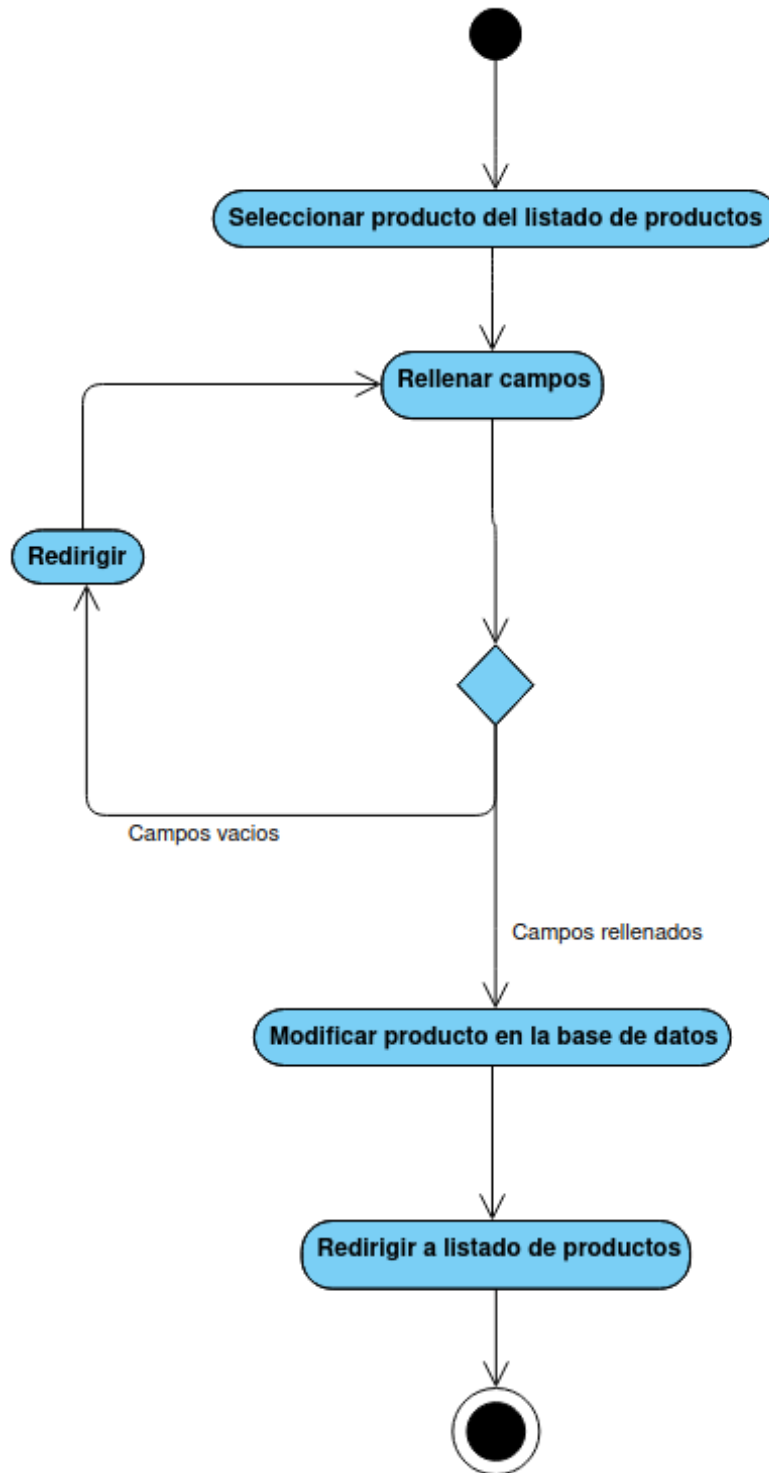 Seleccionar producto del listado de productos
Rellenar campos
Redirigir
Campos vacios
Campos rellenados
Modificar producto en la base de datos
Redirigir a listado de productos